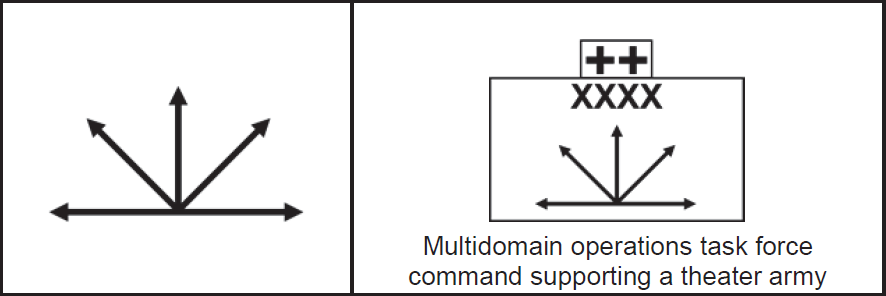 ++
XXXX
Multidomain operations task force
command supporting a theater army